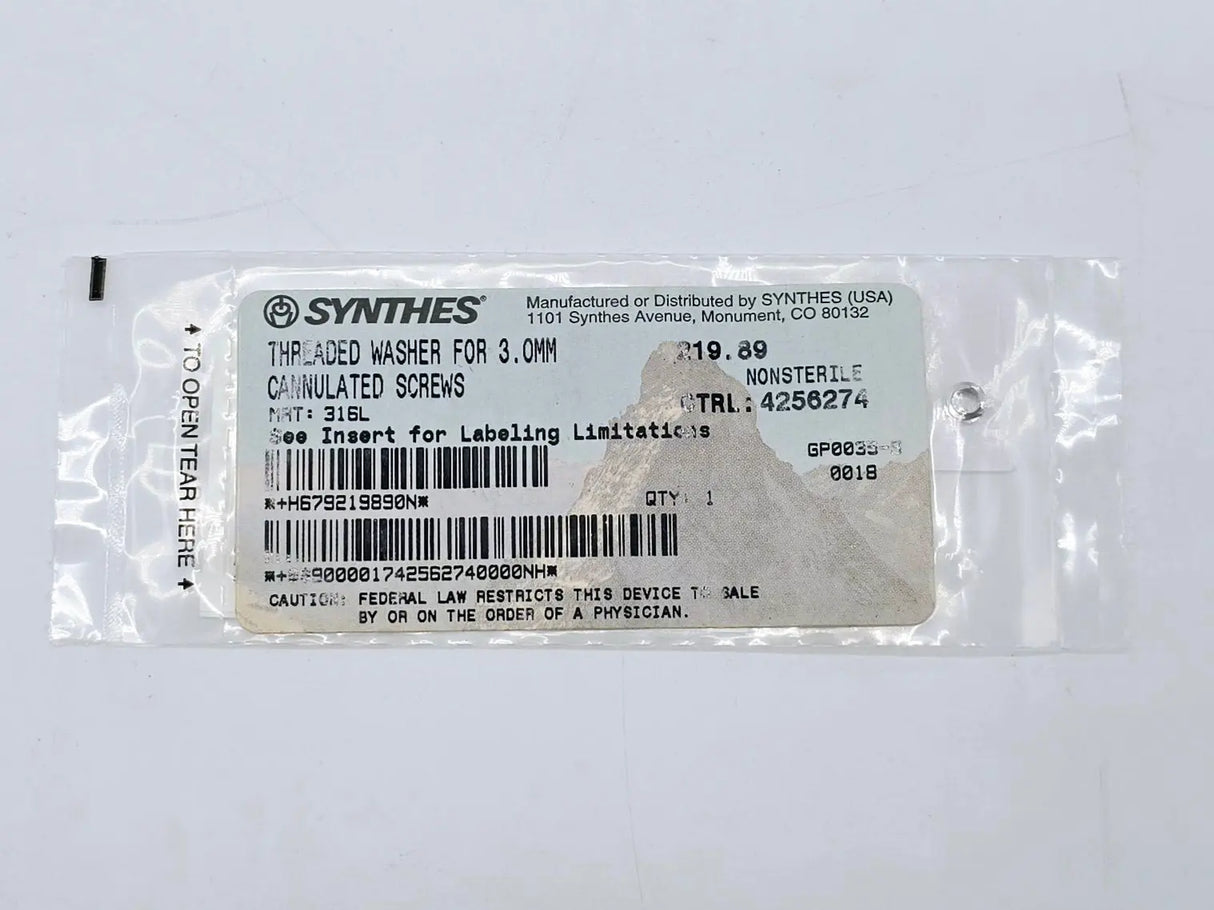 SYNTHES®
Manufactured or Distributed by SYNTHES (USA)
1101 Synthes Avenue, Monument, CO 80132
THREADED WASHER FOR 3.0MM
219.89
CANNULATED SCREWS
NONSTERILE
MAT: 316L
CTRL: 4256274
See Insert for Labeling Limitations
0018
*+H679219890N*
QTY: 1
CAUTION: FEDERAL LAW RESTRICTS THIS DEVICE TO SALE
BY OR ON THE ORDER OF A PHYSICIAN.
TO OPEN TEAR HERE